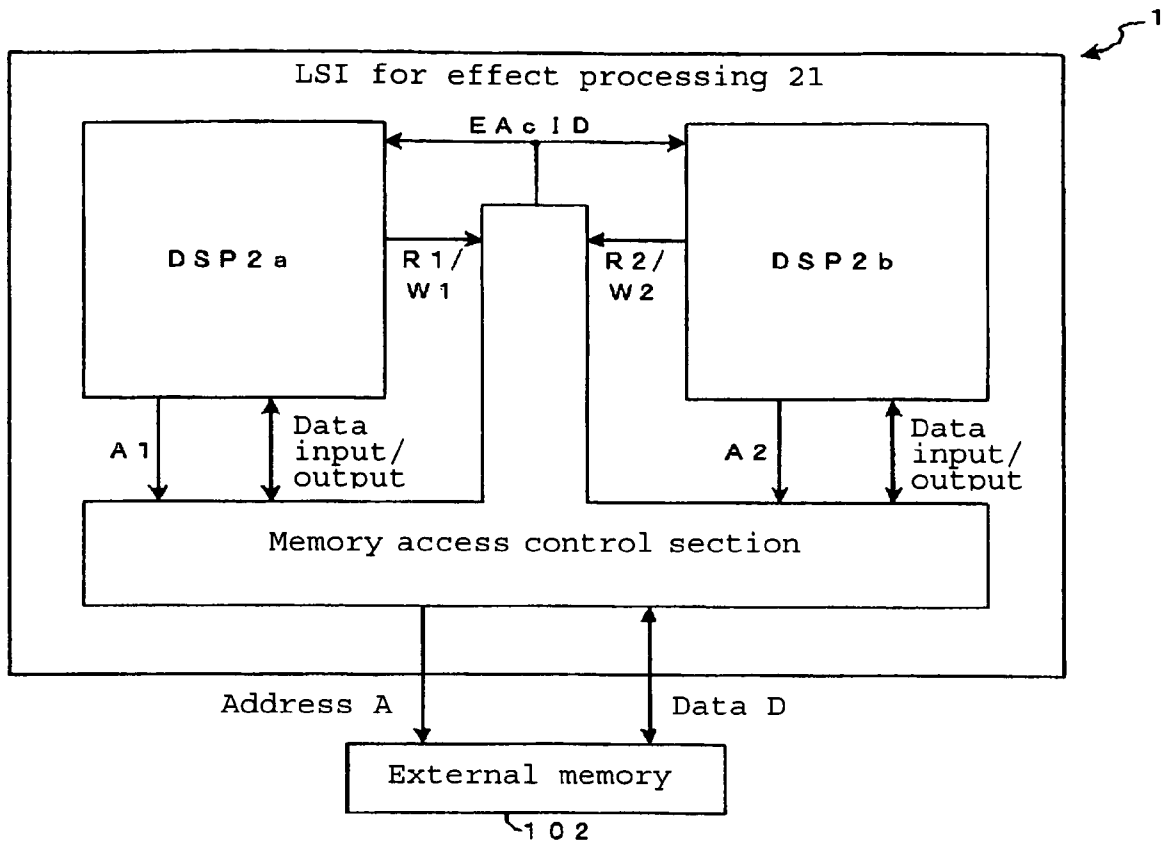 1
LSI for effect processing 21
EAcID
DSP2a
R1/
W1
R2/
W2
DSP2b
A1
Data
input/
output
A2
Data
input/
output
Memory access control section
Address A
Data D
External memory
102